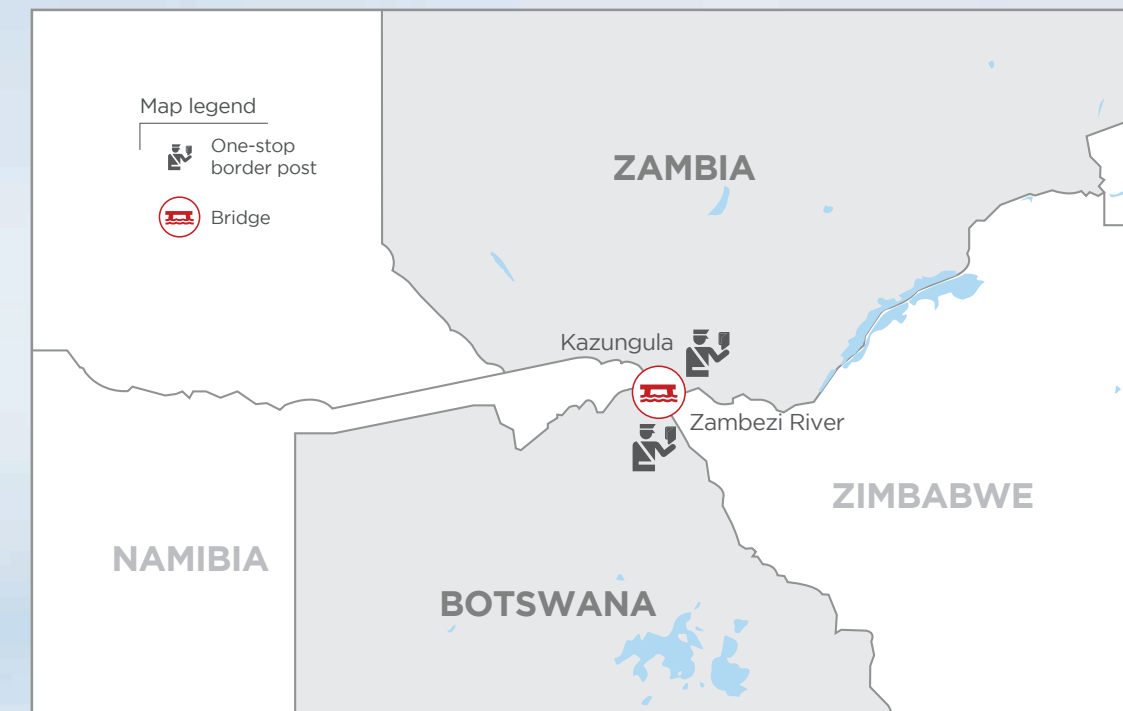 Map legend
One-stop
border post
Bridge
ZAMBIA
Kazungula
Zambezi River
ZIMBABWE
NAMIBIA
BOTSWANA